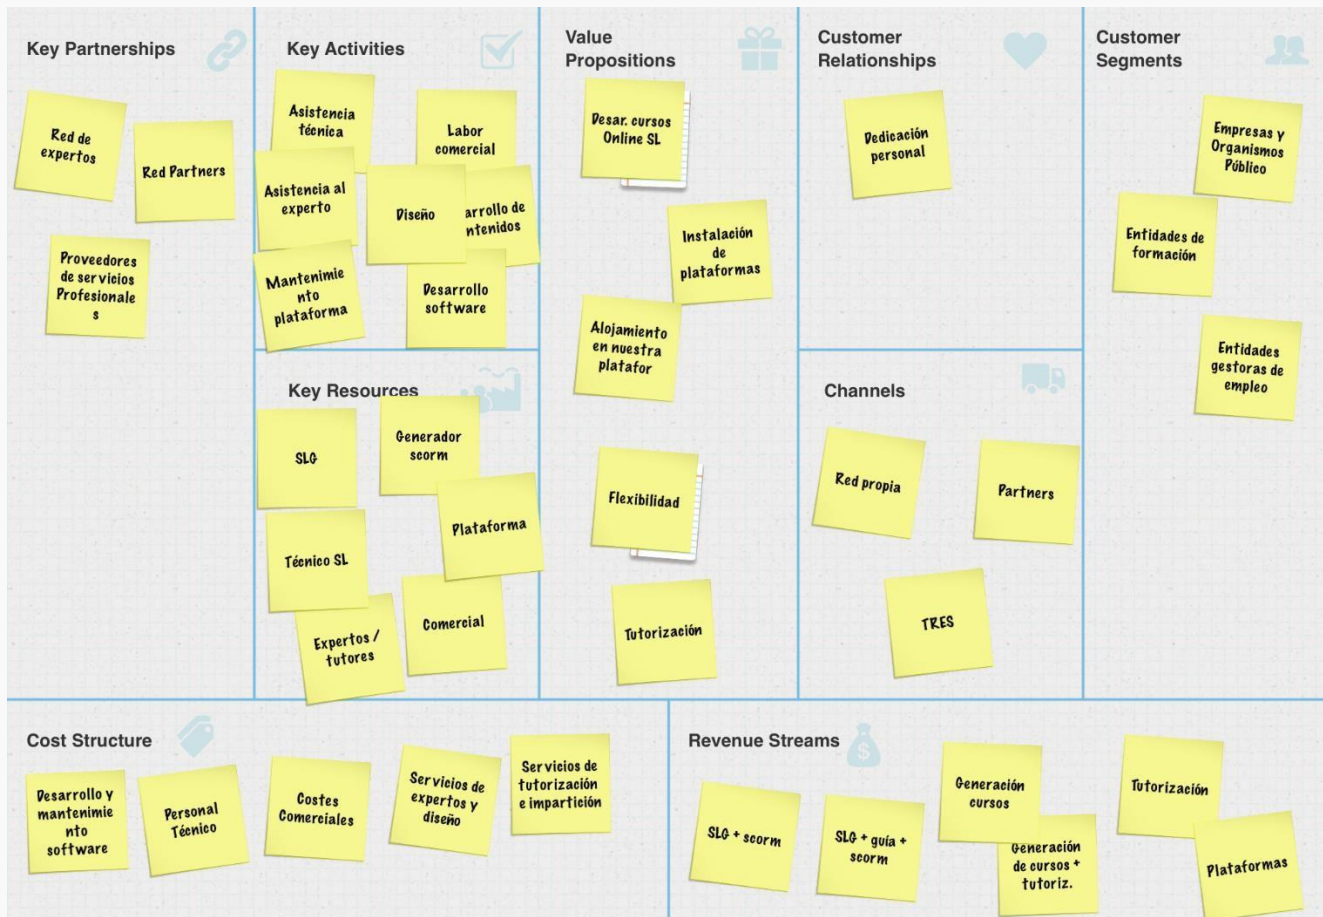 Key Partnerships
Red de
expertos
Red Partners
Proveedores
de servicios
Profesionale
s
Key Activities
Asistencia
técnica
Labor
comercial
Asistencia al
experto
Diseño
arrollo de
ntenidos
Mantenimie
nto
plataforma
Desarrollo
software
Key Resources
SLG
Generador
scorm
Plataforma
Técnico SL
Expertos /
tutores
Comercial
Value
Propositions
Desar. cursos
Online SL
Instalación
de
plataformas
Alojamiento
en nuestra
platafor
Flexibilidad
Tutorización
Customer
Relationships
Dedicación
personal
Channels
Red propia
Partners
TRES
Customer
Segments
Empresas y
Organismos
Público
Entidades de
formación
Entidades
gestoras de
empleo
Cost Structure
Desarrollo y
mantenimie
nto
software
Personal
Técnico
Costes
Comerciales
Servicios de
expertos y
diseño
Servicios de
tutorización
e impartición
Revenue Streams
$
SLG + scorm
SLG + guía +
scorm
Generación
cursos
Generación
de cursos +
tutoriz.
Tutorización
Plataformas